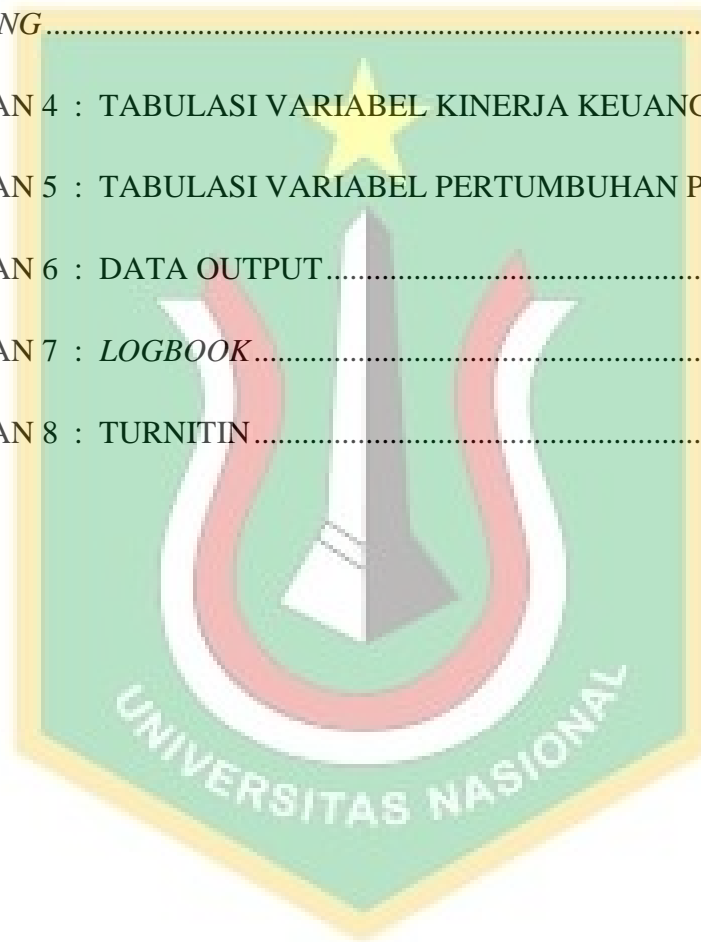 NG........................................................................
AN 4 : TABULASI VARIABEL KINERJA KEUANG
AN 5 : TABULASI VARIABEL PERTUMBUHAN P
AN 6 : DATA OUTPUT..........................................
AN 7 : LOGBOOK..................................................
AN 8 : TURNITIN..................................................
UNIVERSITAS NASIONAL